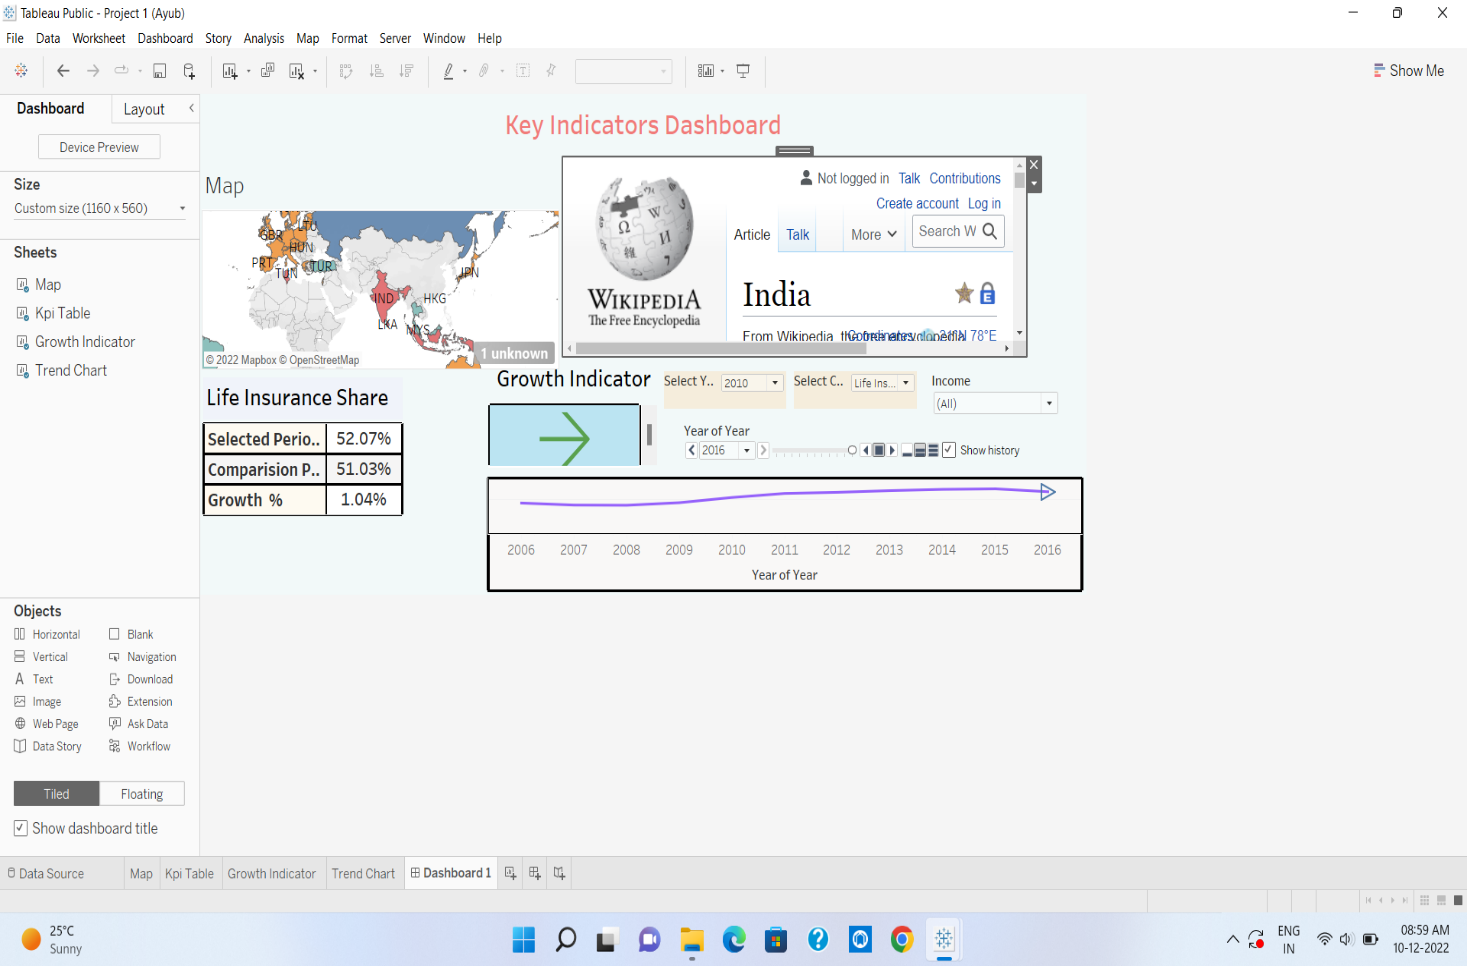 Tableau Public - Project 1 (Ayub)
File Data Worksheet Dashboard Story Analysis Map Format Server Window Help
Show Me
Dashboard Layout
Device Preview
Size
Custom size (1160 x 560)
Sheets
Map
Kpi Table
Growth Indicator
Trend Chart
Key Indicators Dashboard
Map
GBR LTU
HUN
PRT TUN TUR JPN
IND HKG
LKA MYS
© 2022 Mapbox © OpenStreetMap
1 unknown
Not logged in Talk Contributions
Create account Log in
Article Talk More Search W
WIKIPEDIA
The Free Encyclopedia
India
From Wikipedia, the free encyclopedia
Coordinates: 21°N 78°E
Life Insurance Share
Selected Perio.. 52.07%
Comparision P.. 51.03%
Growth % 1.04%
Growth Indicator
Select Y.. 2010 Select C.. Life Ins... Income
(All)
Year of Year
2016 Show history
2006 2007 2008 2009 2010 2011 2012 2013 2014 2015 2016
Year of Year
Objects
Horizontal Blank
Vertical Navigation
Text Download
Image Extension
Web Page Ask Data
Data Story Workflow
Tiled Floating
Show dashboard title
Data Source Map Kpi Table Growth Indicator Trend Chart Dashboard 1
25°C
Sunny
ENG
IN
08:59 AM
10-12-2022